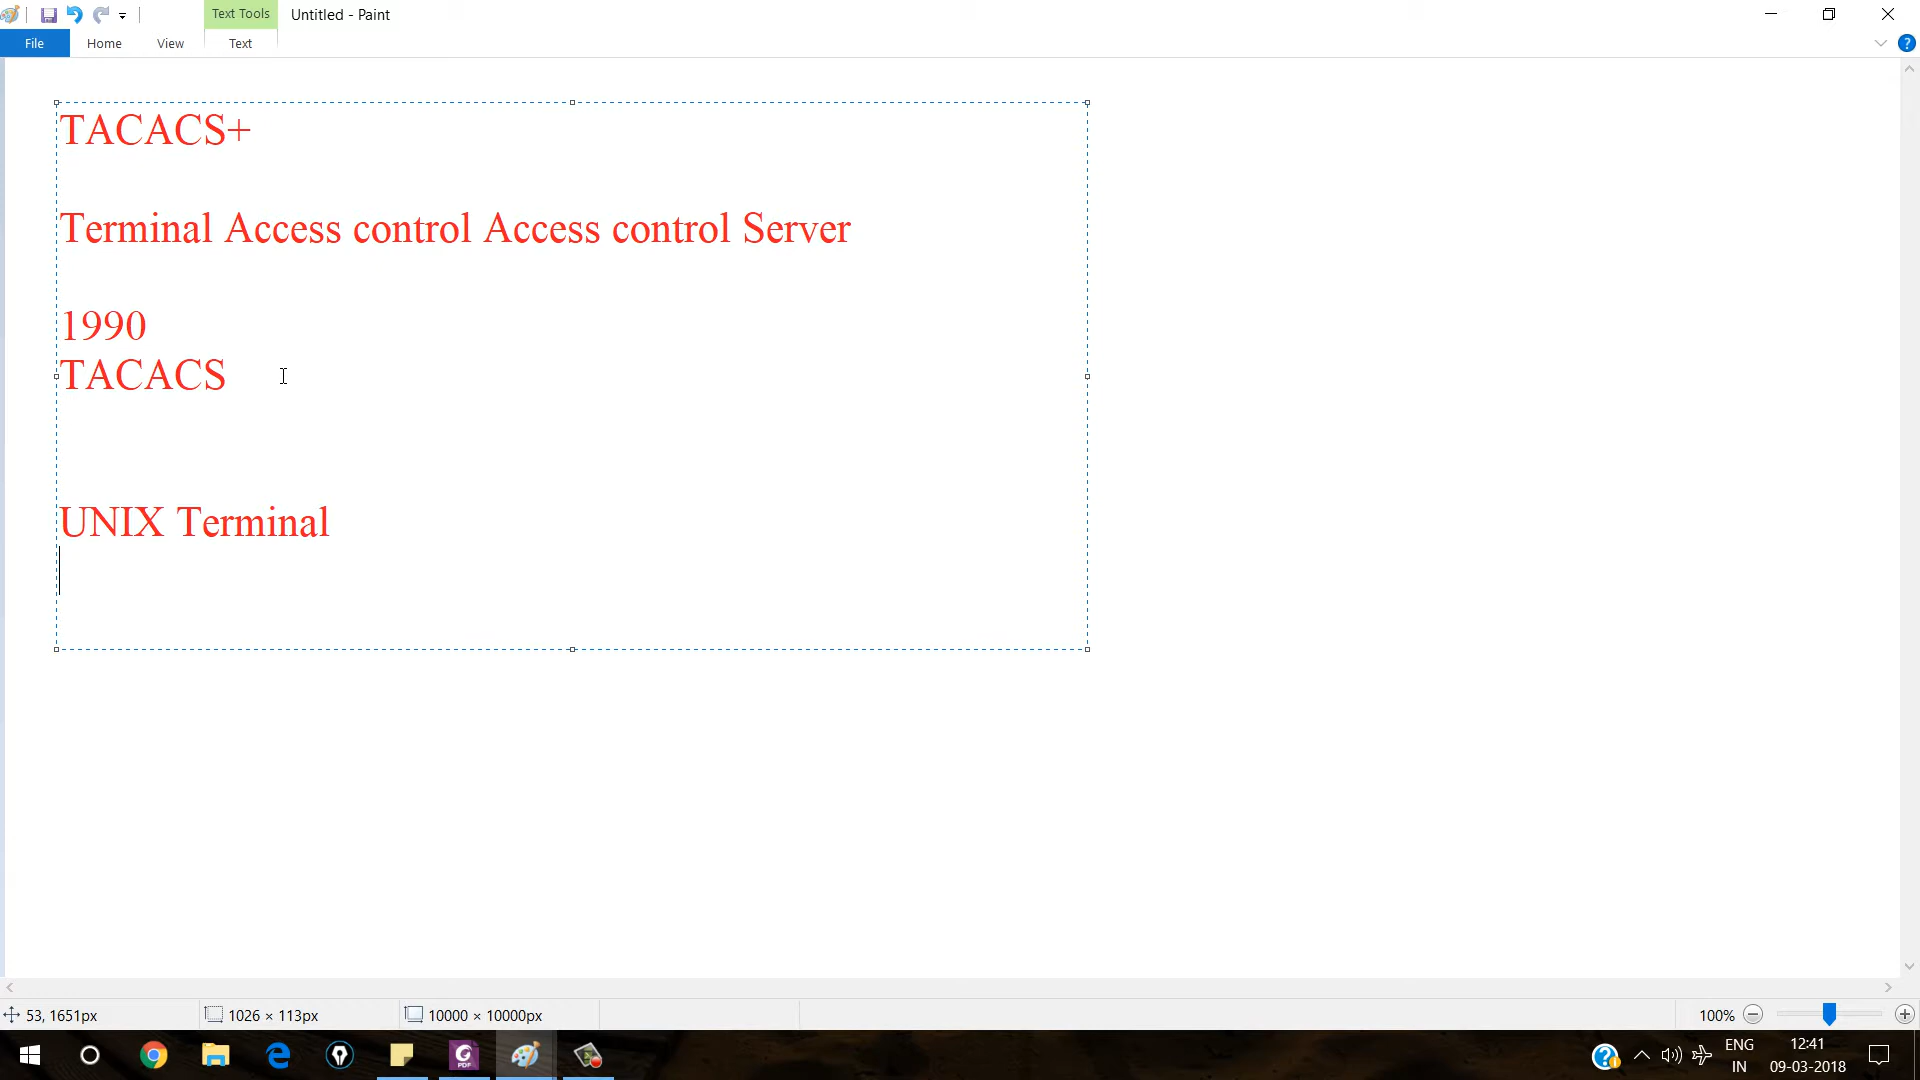 Text Tools
Untitled - Paint
File
Home
View
Text
TACACS+
Terminal Access control Access control Server
1990
TACACS
UNIX Terminal
53, 1651px
1026 × 113px
10000 × 10000px
100%
PDF
ENG
IN
12:41
09-03-2018